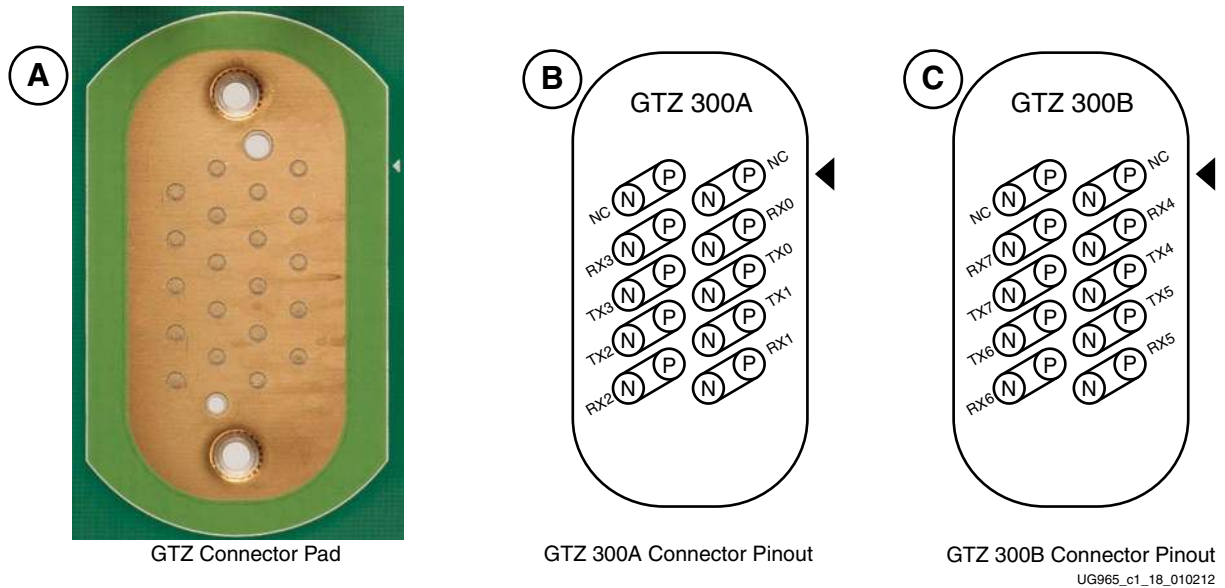 A
GTZ Connector Pad
B
GTZ 300A
P
P
NC
N
N
NC
P
P
RX0
N
N
RX3
P
P
TX0
N
N
TX3
P
P
TX1
N
N
TX2
P
P
RX1
N
N
RX2
GTZ 300A Connector Pinout
C
GTZ 300B
P
P
NC
N
N
NC
P
P
RX4
N
N
RX7
P
P
TX4
N
N
TX7
P
P
TX5
N
N
TX6
P
P
RX5
N
N
RX6
GTZ 300B Connector Pinout
UG965_c1_18_010212